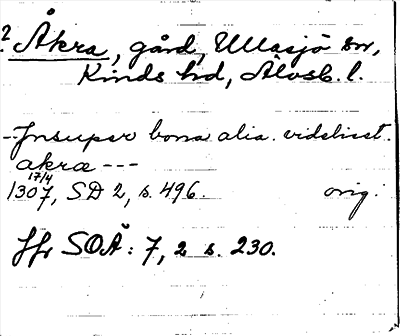 ? Åkra, gård, Ullasjö sn,
Kinds hd, Älvsb. l.
-- Insuper bona alia. videlicet.
akra ---
17/4
1307, SD 2, s. 496. orig.
Jfr SOÄ: 7, 2 s. 230.